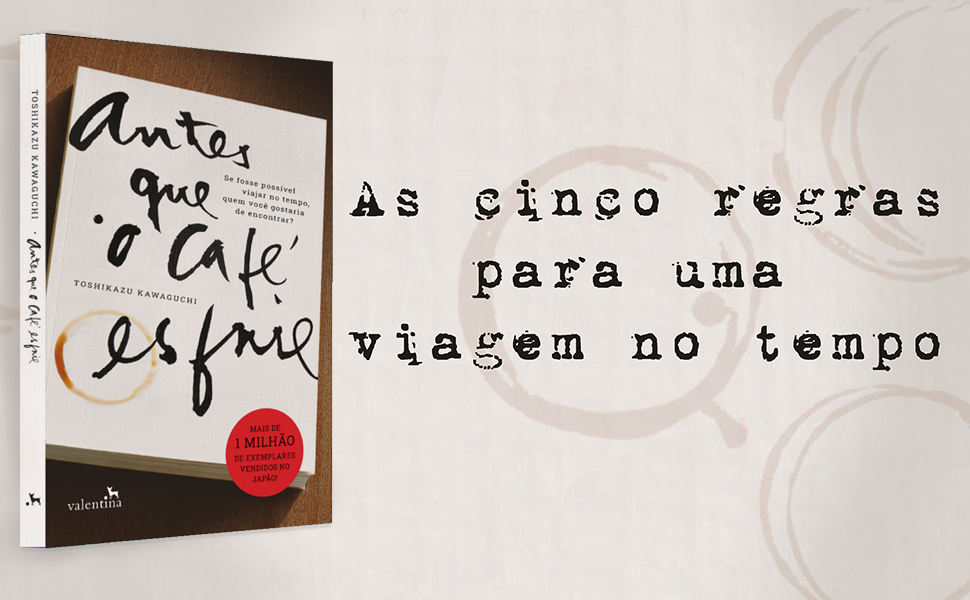 TOSHIKAZU KAWAGUCHI · antes que o café esfrie
antes
que
o café
esfrie
Se fosse possível
viajar no tempo,
quem você gostaria
de encontrar?
TOSHIKAZU KAWAGUCHI
MAIS DE
1 MILHÃO
DE EXEMPLARES
VENDIDOS NO
JAPÃO!
valentina
As cinco regras
para uma
viagem no tempo